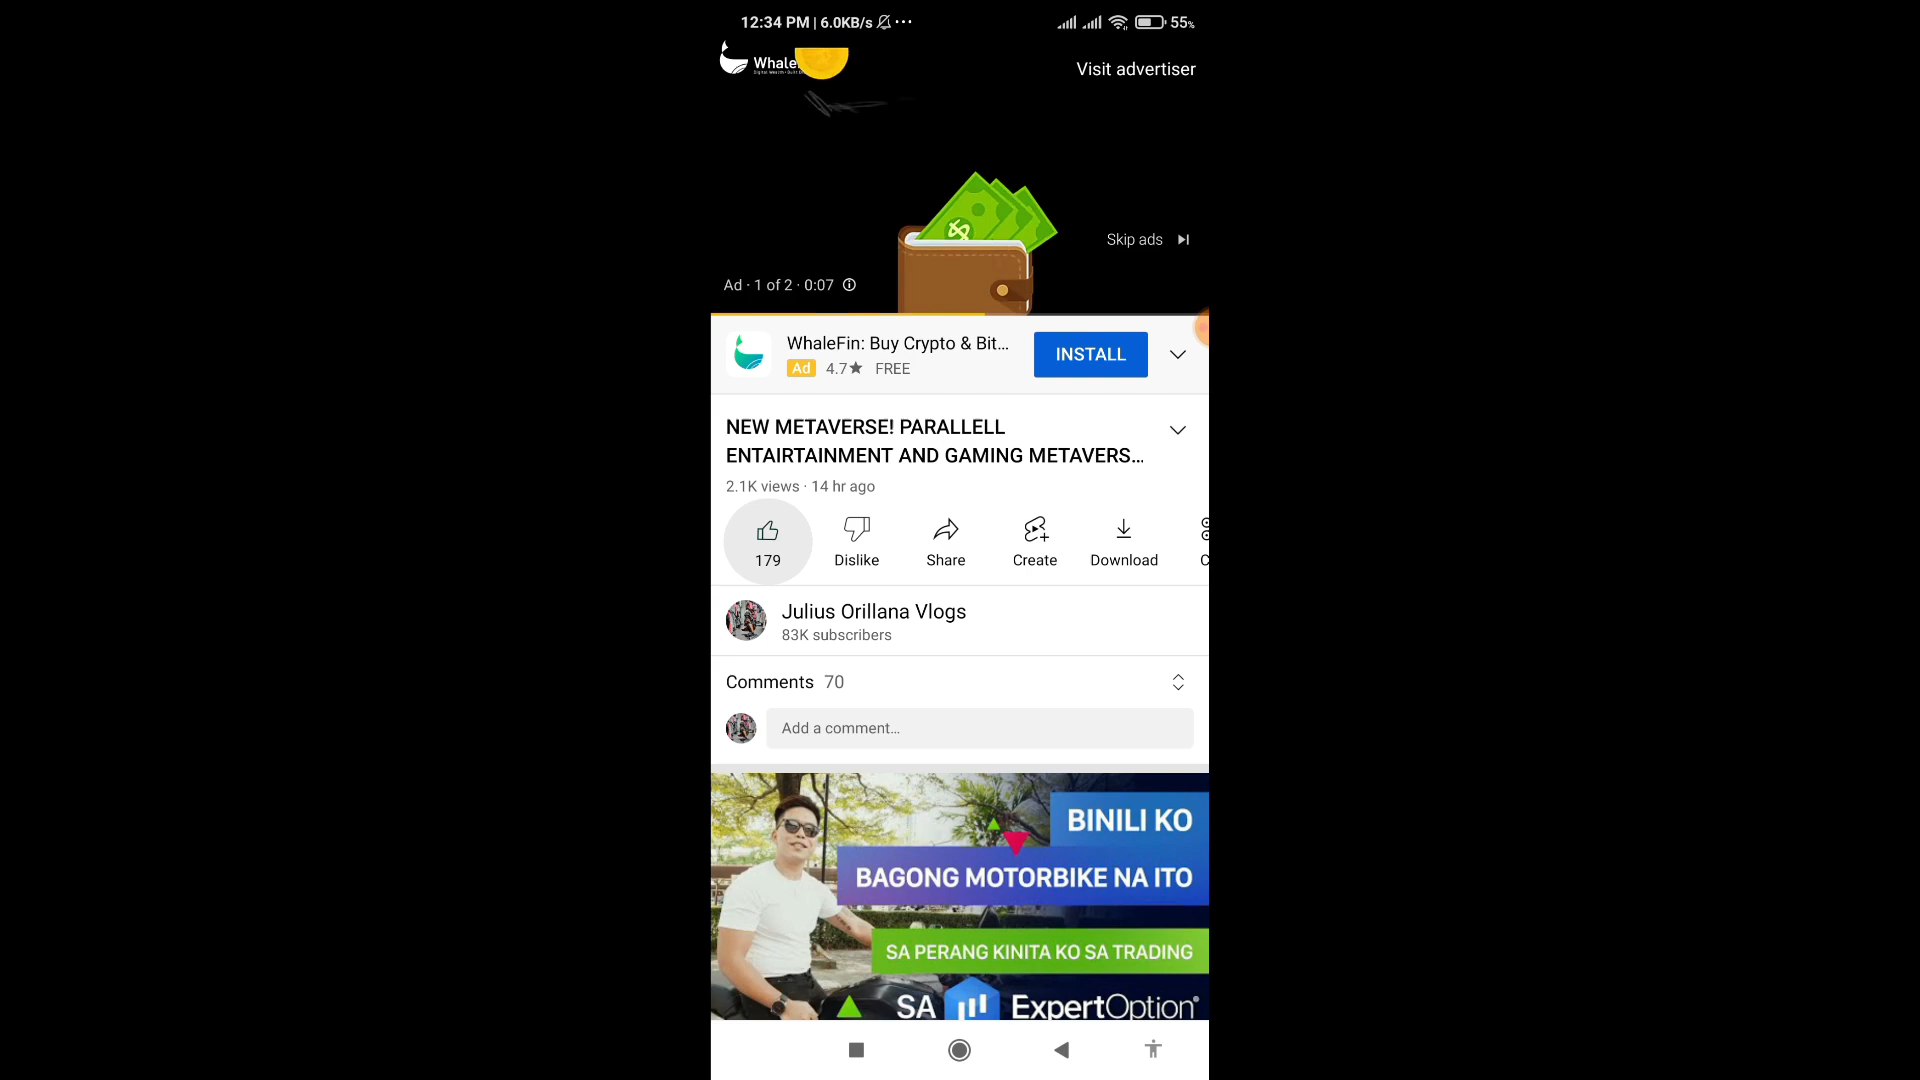 12:34 PM | 6.0KB/s ... 55%
Whale
Visit advertiser
Skip ads
Ad · 1 of 2 · 0:07
WhaleFin: Buy Crypto & Bit...
INSTALL
Ad 4.7★ FREE
NEW METAVERSE! PARALLELL
ENTAIRTAINMENT AND GAMING METAVERS...
2.1K views · 14 hr ago
179 Dislike Share Create Download C
Julius Orillana Vlogs
83K subscribers
Comments 70
Add a comment...
BINILI KO
BAGONG MOTORBIKE NA ITO
SA PERANG KINITA KO SA TRADING
SA ExpertOption®